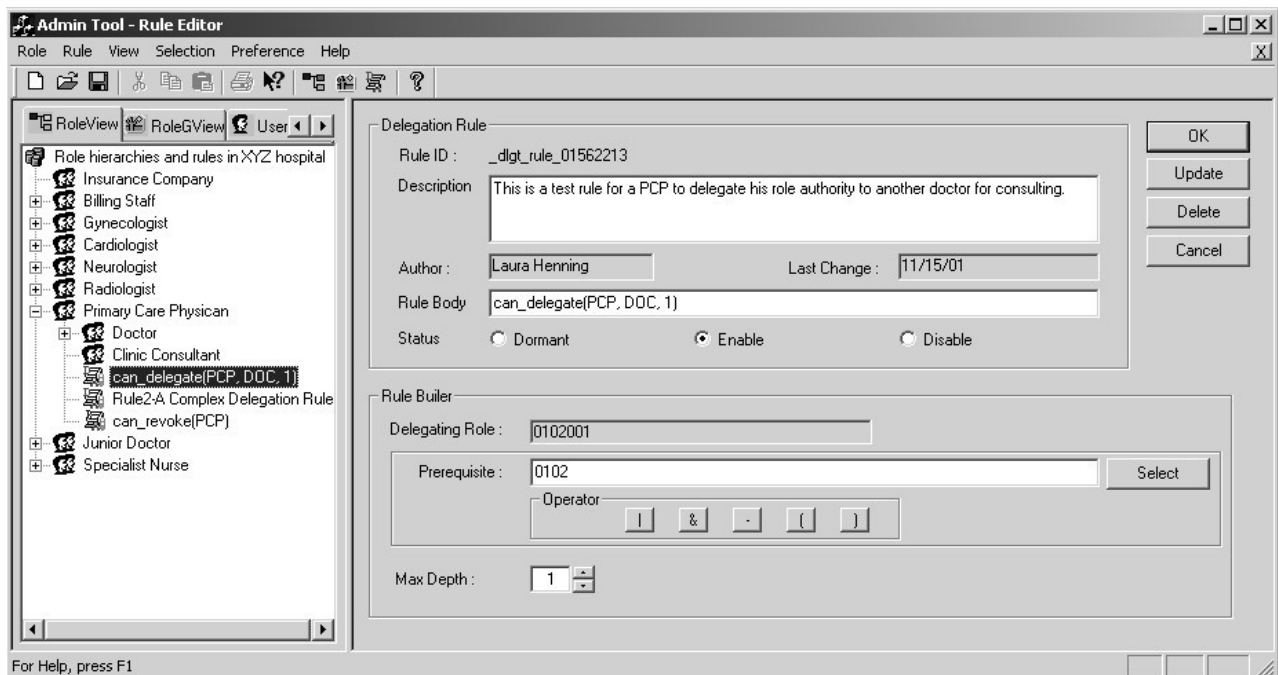 Admin Tool - Rule Editor
Role Rule View Selection Preference Help
RoleView RoleGView User
Role hierarchies and rules in XYZ hospital
Insurance Company
Billing Staff
Gynecologist
Cardiologist
Neurologist
Radiologist
Primary Care Physican
Doctor
Clinic Consultant
can_delegate(PCP, DOC, 1)
Rule2-A Complex Delegation Rule
can_revoke(PCP)
Junior Doctor
Specialist Nurse
Delegation Rule
Rule ID : _dlgt_rule_01562213
Description This is a test rule for a PCP to delegate his role authority to another doctor for consulting.
Author : Laura Henning Last Change : 11/15/01
Rule Body can_delegate(PCP, DOC, 1)
Status Dormant Enable Disable
OK
Update
Delete
Cancel
Rule Builer
Delegating Role : 0102001
Prerequisite : 0102 Select
Operator
| & - ( )
Max Depth : 1
For Help, press F1